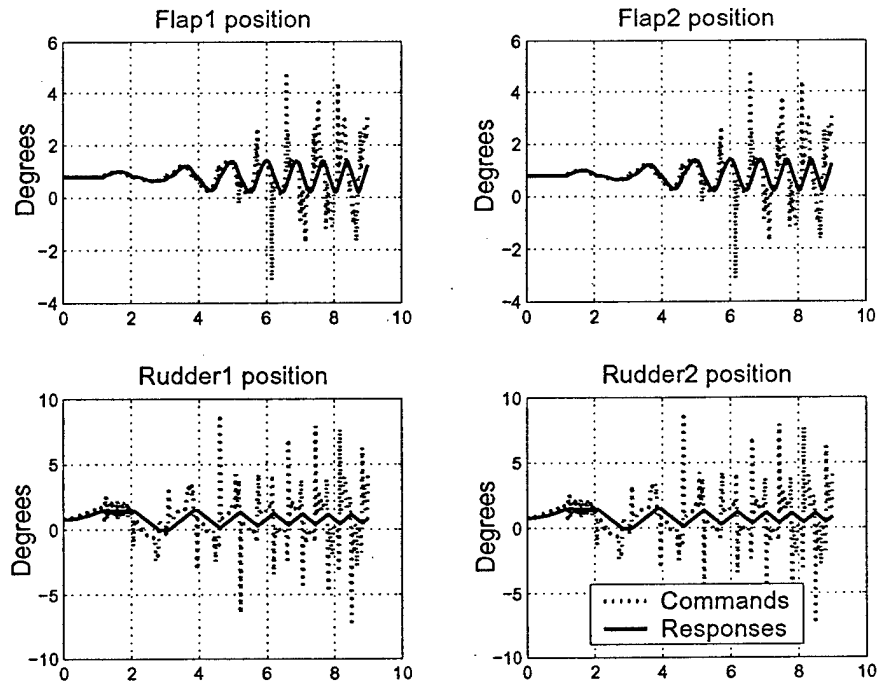 Flap1 position
6
4
2
0
−2
−4
Degrees
0 2 4 6 8 10
Flap2 position
6
4
2
0
−2
−4
Degrees
0 2 4 6 8 10
Rudder1 position
10
5
0
−5
−10
Degrees
0 2 4 6 8 10
Rudder2 position
10
5
0
−5
−10
Degrees
0 2 4 6 8 10
Commands
Responses